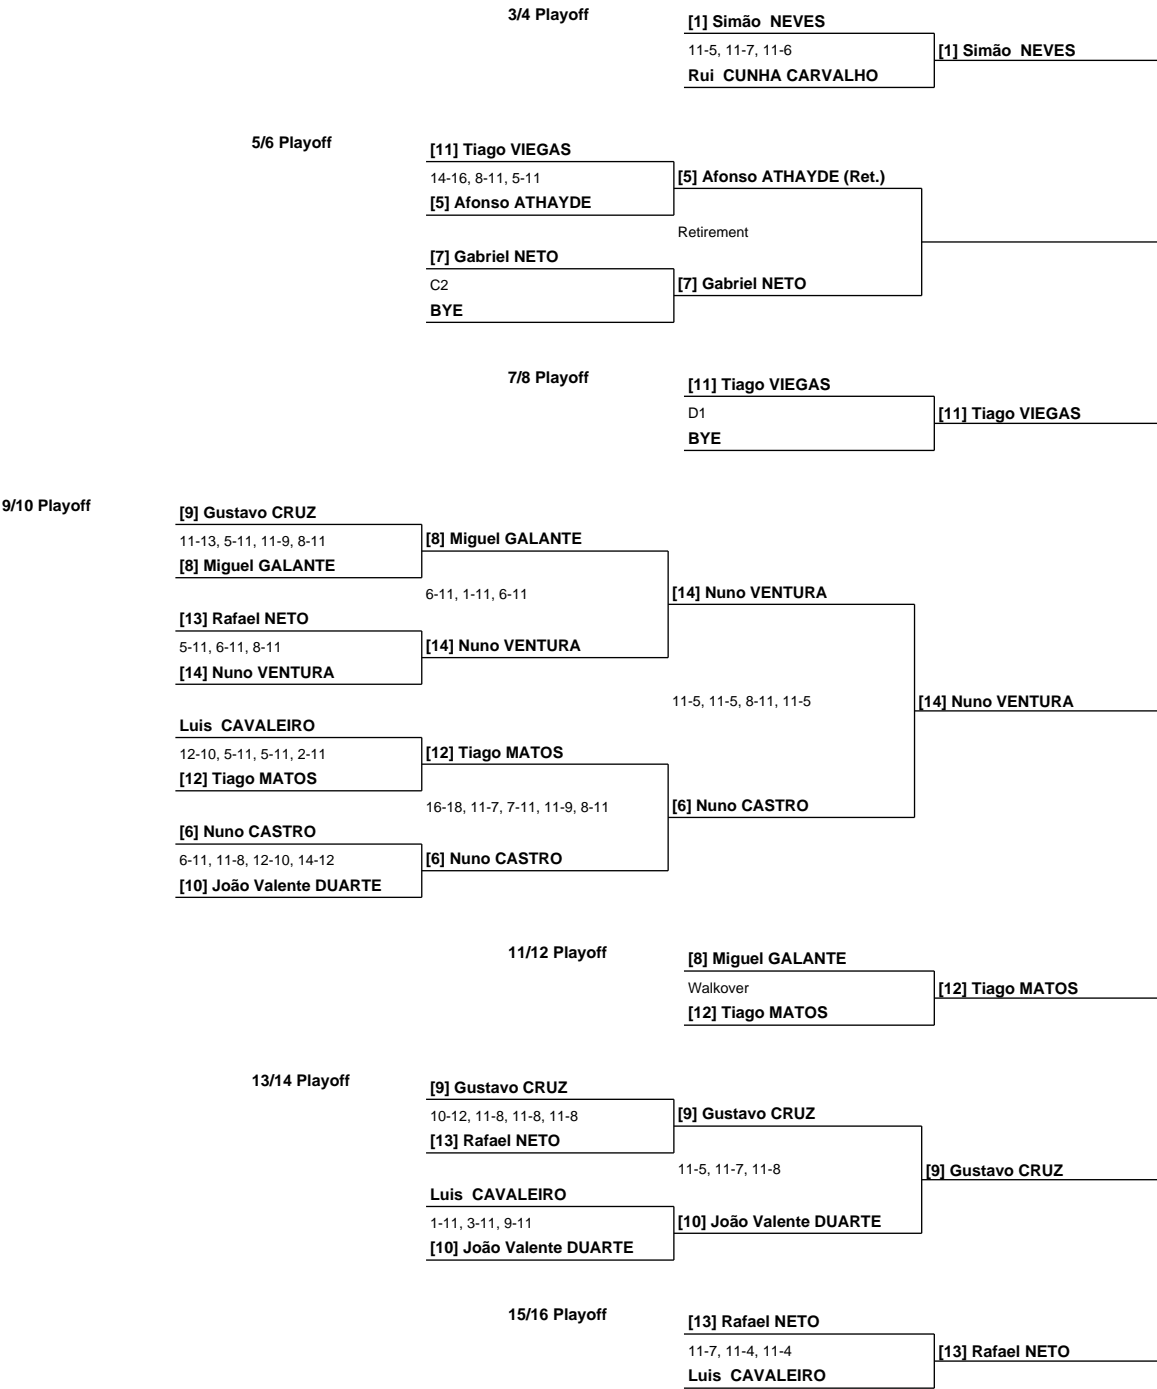 3/4 Playoff
[1] Simão  NEVES
11-5, 11-7, 11-6
[1] Simão  NEVES
Rui  CUNHA CARVALHO
5/6 Playoff
[11] Tiago VIEGAS
14-16, 8-11, 5-11
[5] Afonso ATHAYDE (Ret.)
[5] Afonso ATHAYDE
Retirement
[7] Gabriel NETO
C2
[7] Gabriel NETO
BYE
7/8 Playoff
[11] Tiago VIEGAS
D1
[11] Tiago VIEGAS
BYE
9/10 Playoff
[9] Gustavo CRUZ
11-13, 5-11, 11-9, 8-11
[8] Miguel GALANTE
[8] Miguel GALANTE
6-11, 1-11, 6-11
[14] Nuno VENTURA
[13] Rafael NETO
5-11, 6-11, 8-11
[14] Nuno VENTURA
[14] Nuno VENTURA
11-5, 11-5, 8-11, 11-5
[14] Nuno VENTURA
Luis  CAVALEIRO
12-10, 5-11, 5-11, 2-11
[12] Tiago MATOS
[12] Tiago MATOS
16-18, 11-7, 7-11, 11-9, 8-11
[6] Nuno CASTRO
[6] Nuno CASTRO
6-11, 11-8, 12-10, 14-12
[6] Nuno CASTRO
[10] João Valente DUARTE
11/12 Playoff
[8] Miguel GALANTE
Walkover
[12] Tiago MATOS
[12] Tiago MATOS
13/14 Playoff
[9] Gustavo CRUZ
10-12, 11-8, 11-8, 11-8
[9] Gustavo CRUZ
[13] Rafael NETO
11-5, 11-7, 11-8
[9] Gustavo CRUZ
Luis  CAVALEIRO
1-11, 3-11, 9-11
[10] João Valente DUARTE
[10] João Valente DUARTE
15/16 Playoff
[13] Rafael NETO
11-7, 11-4, 11-4
[13] Rafael NETO
Luis  CAVALEIRO